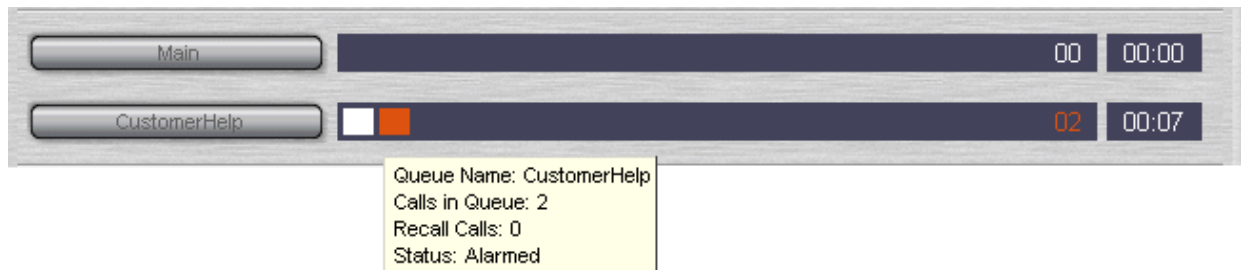 Main 00 00:00
CustomerHelp 02 00:07
Queue Name: CustomerHelp
Calls in Queue: 2
Recall Calls: 0
Status: Alarmed